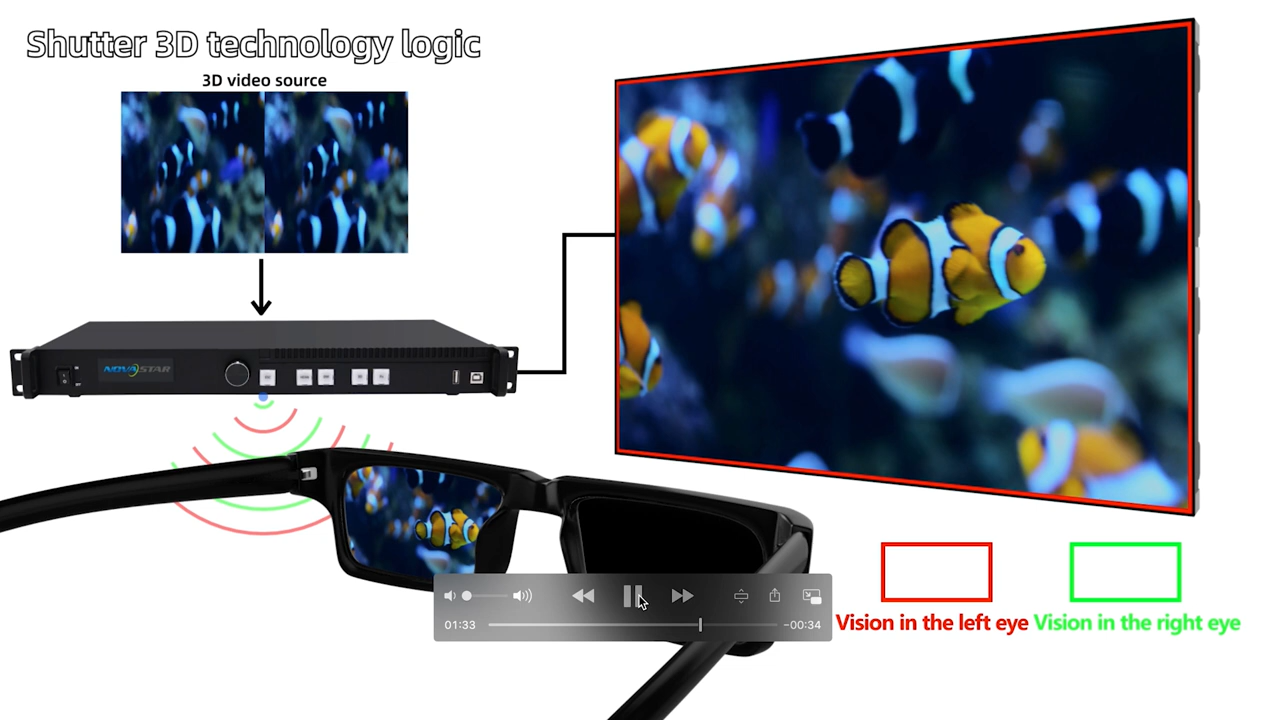 Shutter 3D technology logic
3D video source
NOVASTAR
01:33
-00:34
Vision in the left eye
Vision in the right eye